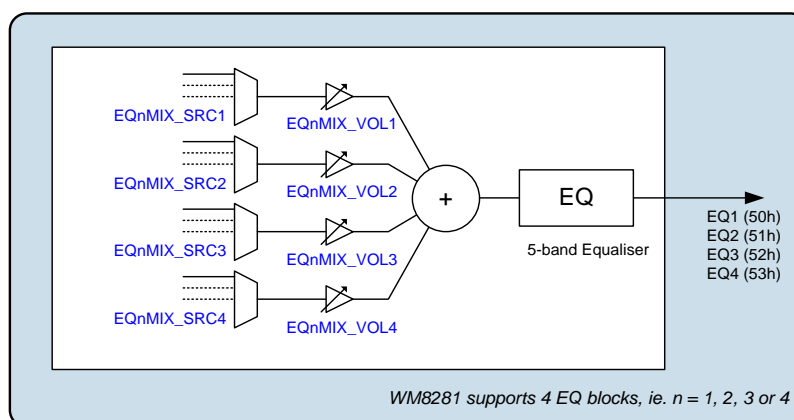 EQnMIX_SRC1
EQnMIX_VOL1
EQnMIX_SRC2
EQnMIX_VOL2
EQnMIX_SRC3
EQnMIX_VOL3
EQnMIX_SRC4
EQnMIX_VOL4
+
EQ
5-band Equaliser
EQ1 (50h)
EQ2 (51h)
EQ3 (52h)
EQ4 (53h)
WM8281 supports 4 EQ blocks, ie. n = 1, 2, 3 or 4